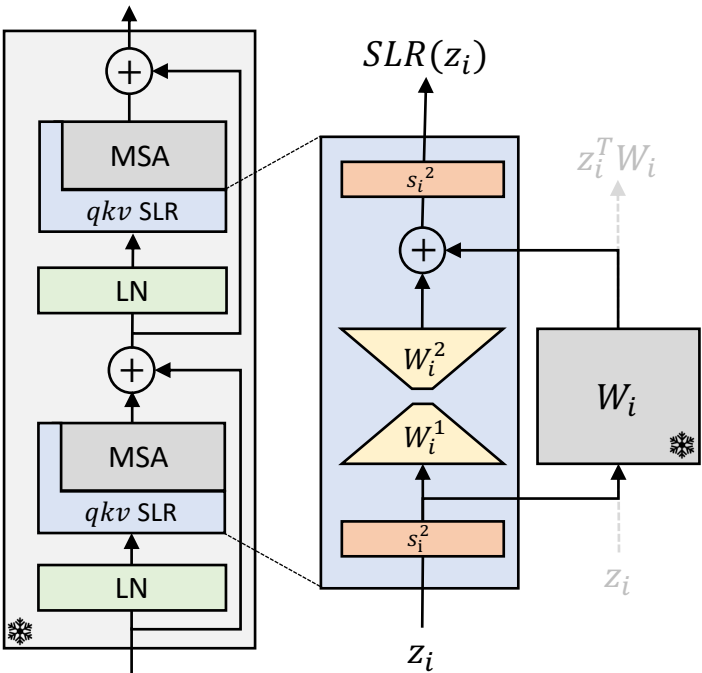 MSA
qkv SLR
LN
MSA
qkv SLR
LN
SLR(z_i)
s_i^2
W_i^2
W_i^1
s_i^2
z_i
z_i^T W_i
W_i
z_i